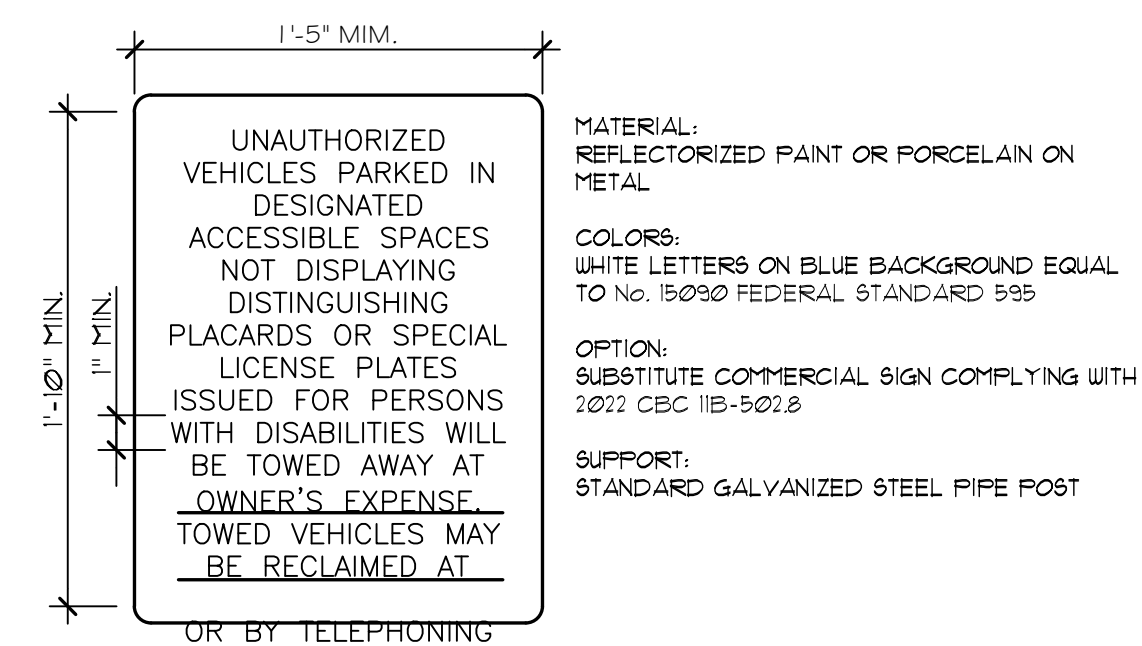 1'-5" MIM.
UNAUTHORIZED
VEHICLES PARKED IN
DESIGNATED
ACCESSIBLE SPACES
NOT DISPLAYING
DISTINGUISHING
PLACARDS OR SPECIAL
LICENSE PLATES
ISSUED FOR PERSONS
WITH DISABILITIES WILL
BE TOWED AWAY AT
OWNER'S EXPENSE.
TOWED VEHICLES MAY
BE RECLAIMED AT
OR BY TELEPHONING
1'-10" MIN.
1" MIN.
MATERIAL:
REFLECTORIZED PAINT OR PORCELAIN ON
METAL
COLORS:
WHITE LETTERS ON BLUE BACKGROUND EQUAL
TO No. 15090 FEDERAL STANDARD 595
OPTION:
SUBSTITUTE COMMERCIAL SIGN COMPLYING WITH
2022 CBC 11B-502.8
SUPPORT:
STANDARD GALVANIZED STEEL PIPE POST